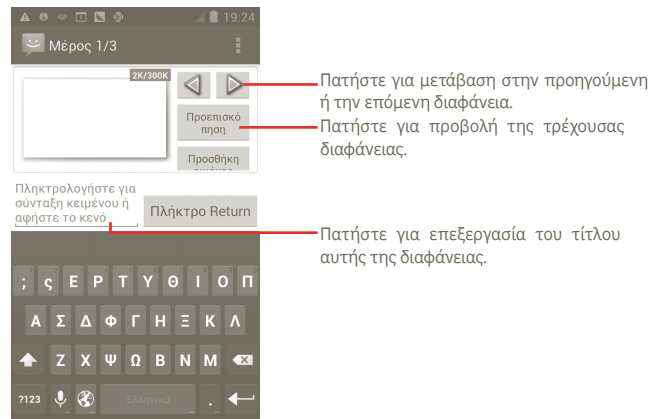 19:24
Μέρος 1/3
2K/300K
Προεπισκό
πηση
Προσθήκη
Πληκτρολογήστε για
σύνταξη κειμένου ή
αφήστε το κενό
Πλήκτρο Return
Πατήστε για μετάβαση στην προηγούμενη
ή την επόμενη διαφάνεια.
Πατήστε για προβολή της τρέχουσας
διαφάνειας.
Πατήστε για επεξεργασία του τίτλου
αυτής της διαφάνειας.
; ς Ε Ρ Τ Υ Θ Ι Ο Π
Α Σ Δ Φ Γ Η Ξ Κ Λ
Ζ Χ Ψ Ω Β Ν Μ
?123 Ελληνικά .